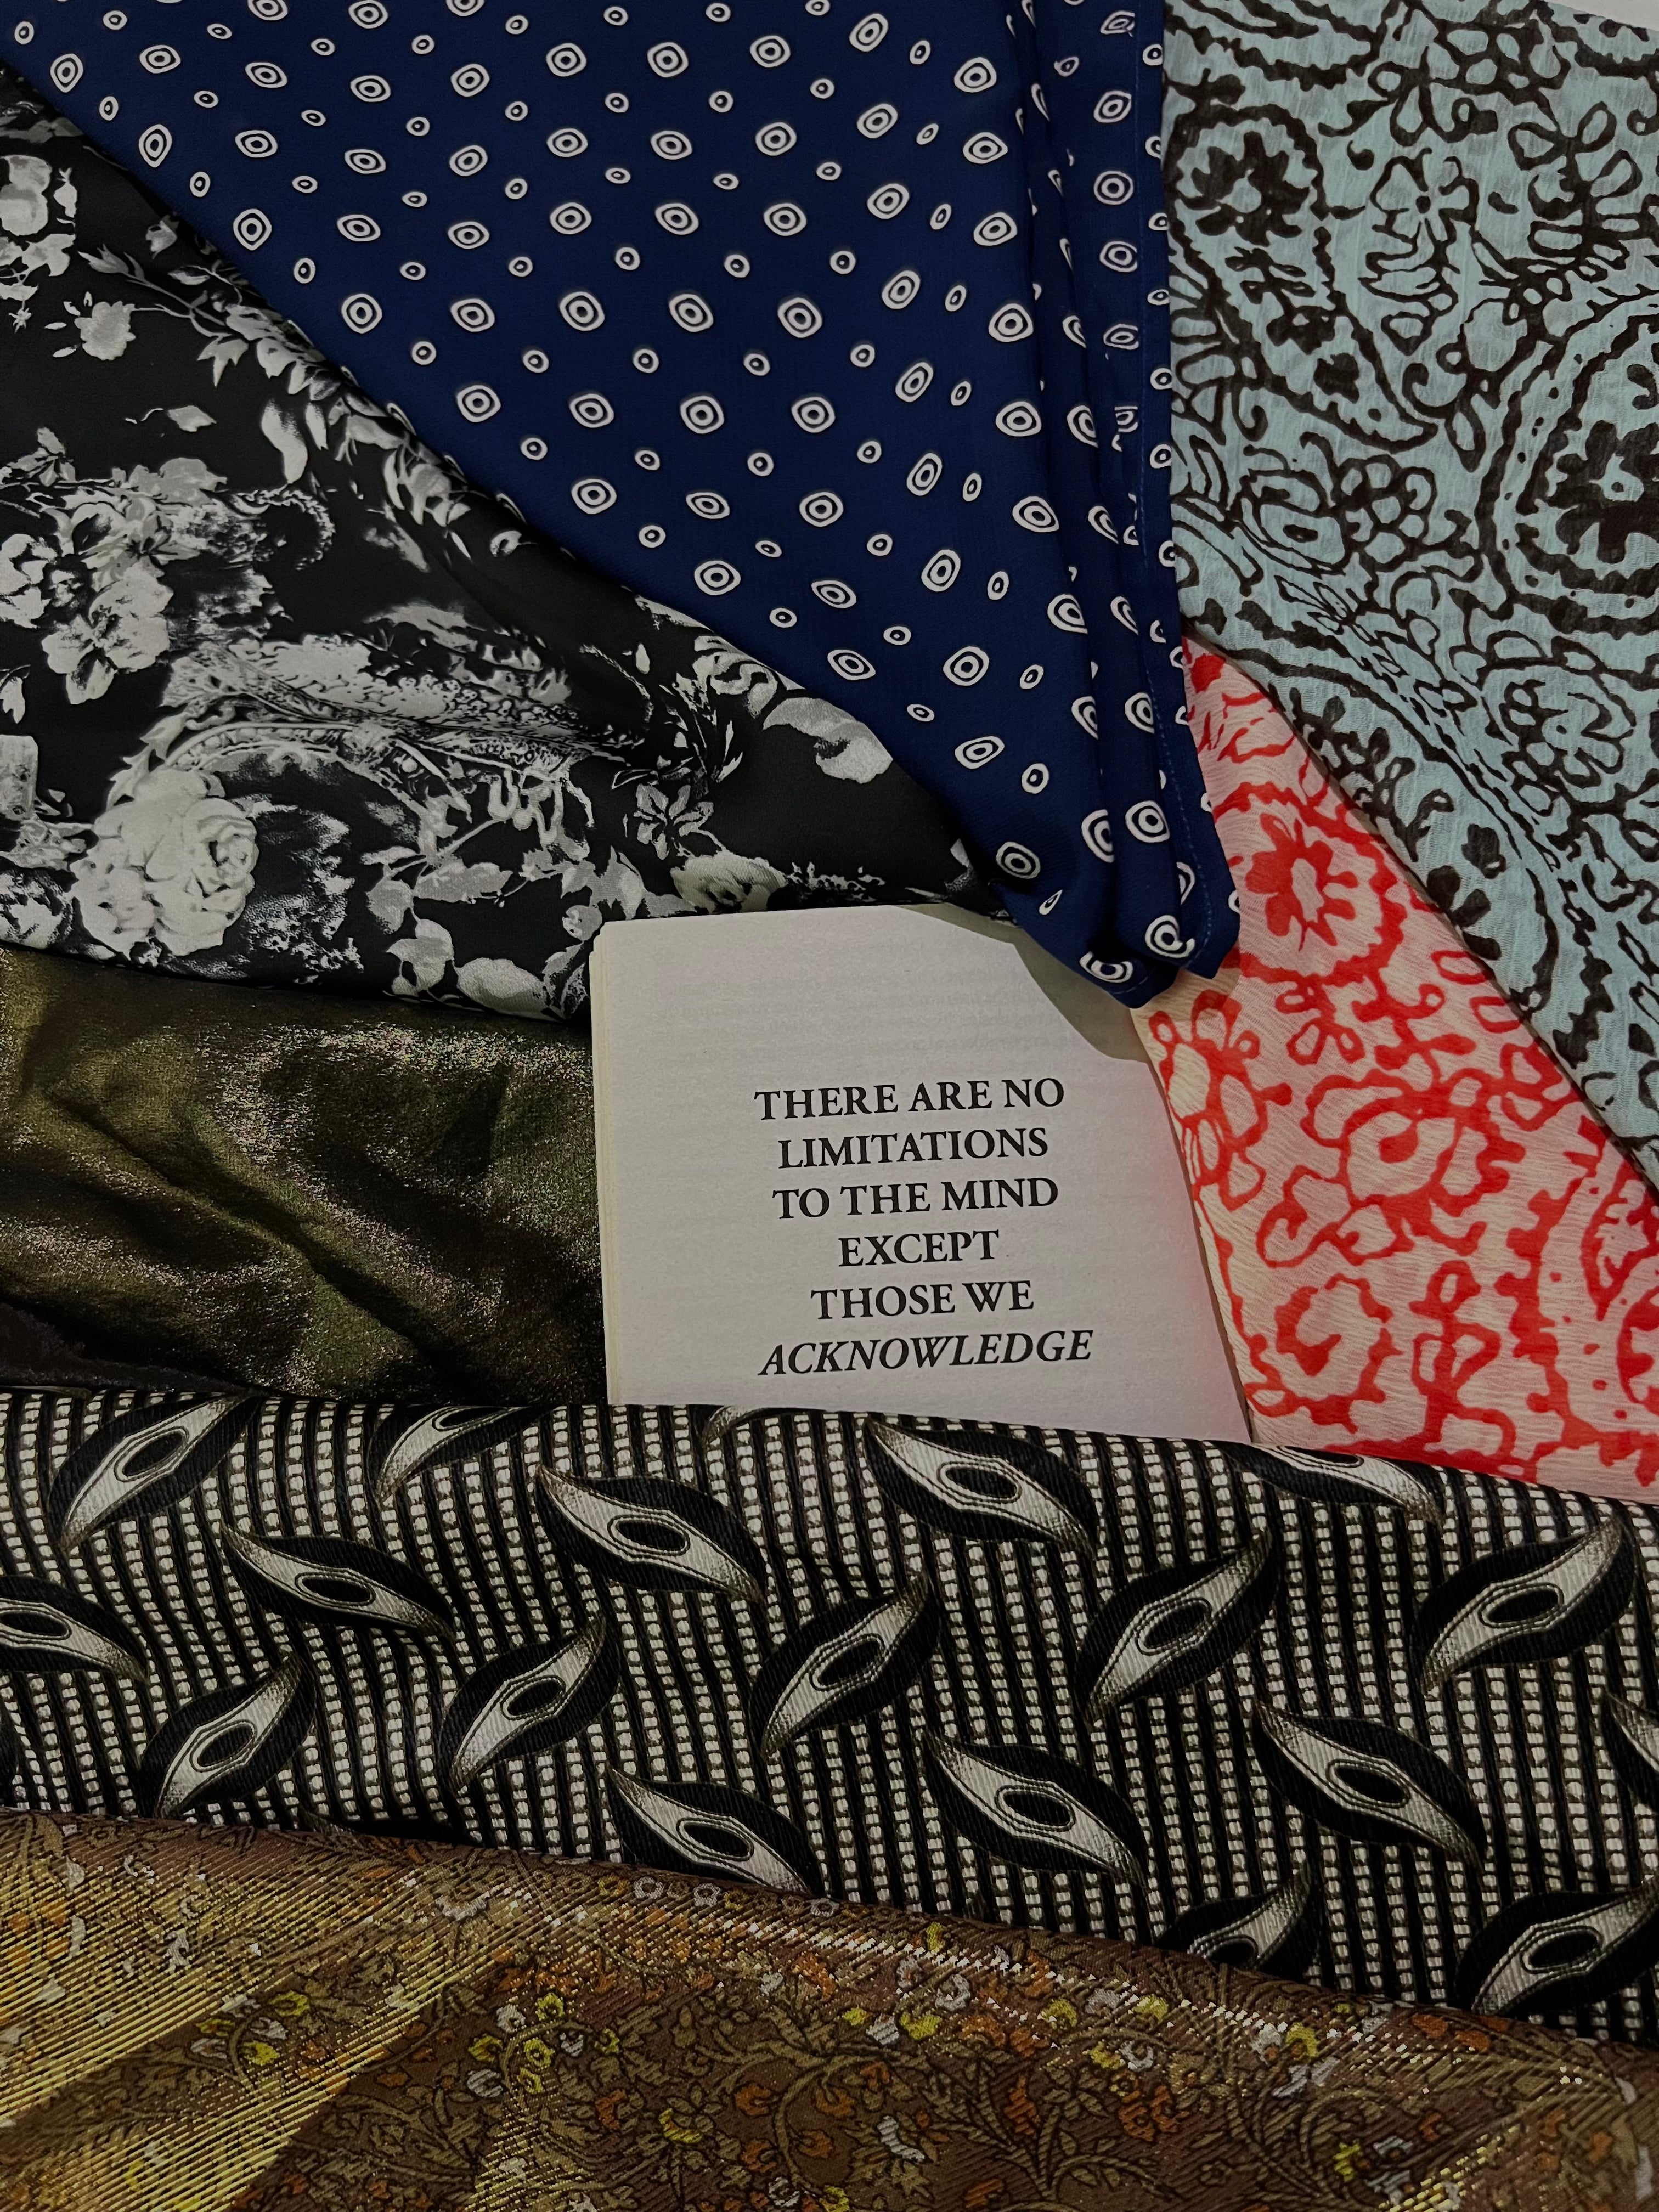 THERE ARE NO
LIMITATIONS
TO THE MIND
EXCEPT
THOSE WE
ACKNOWLEDGE